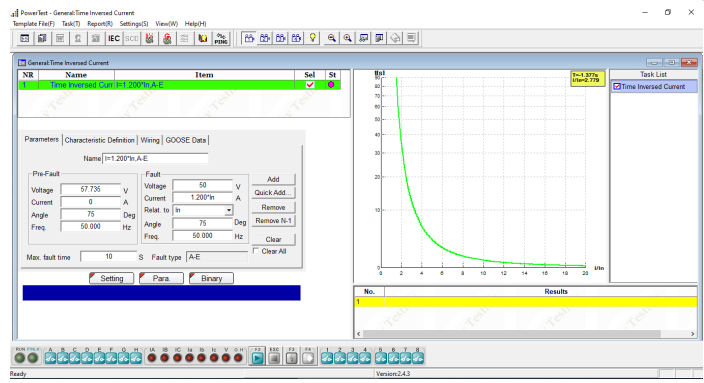 PowerTest - General:Time Inversed Current
Template File(F) Task(T) Report(R) Settings(S) View(W) Help(H)
IEC SCD PING
General:Time Inversed Current
NR Name Item Sel St
1 Time Inversed Curr I=1.200*In,A-E
Parameters Characteristic Definition Wiring GOOSE Data
Name I=1.200*In,A-E
Pre-Fault
Voltage 57.735 V
Current 0 A
Angle 75 Deg
Freq. 50.000 Hz
Fault
Voltage 50 V
Current 1.200*In A
Relat. to In
Angle 75 Deg
Freq. 50.000 Hz
Add
Quick Add...
Remove
Remove N-1
Clear
Clear All
Max. fault time 10 S Fault type A-E
Setting Para. Binary
t[s]
T=-1.377s
I/In=2.779
90
80
70
60
50
40
30
20
10
0
0 2 4 6 8 10 12 14 16 18 20 I/In
Task List
Time Inversed Current
No. Results
1
RUN A B C D E F G H IA IB IC Ia Ib Ic V O.H F2 ESC 1 2 3 4 5 6 7 8
Ready Version:2.4.3